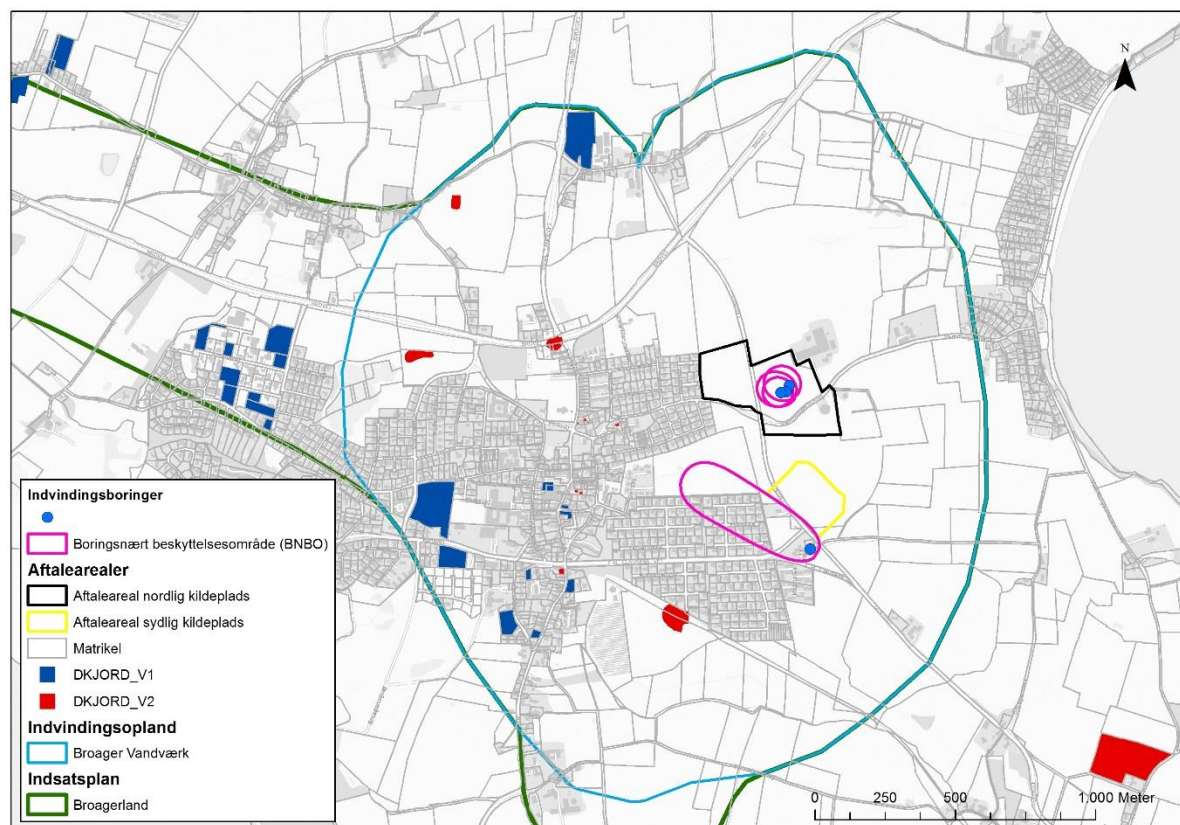 N
Indvindingsboringer
Boringsnært beskyttelsesområde (BNBO)
Aftalearealer
Aftaleareal nordlig kildeplads
Aftaleareal sydlig kildeplads
Matrikel
DKJORD_V1
DKJORD_V2
Indvindingsopland
Broager Vandværk
Indsatsplan
Broagerland
0 250 500 1.000 Meter